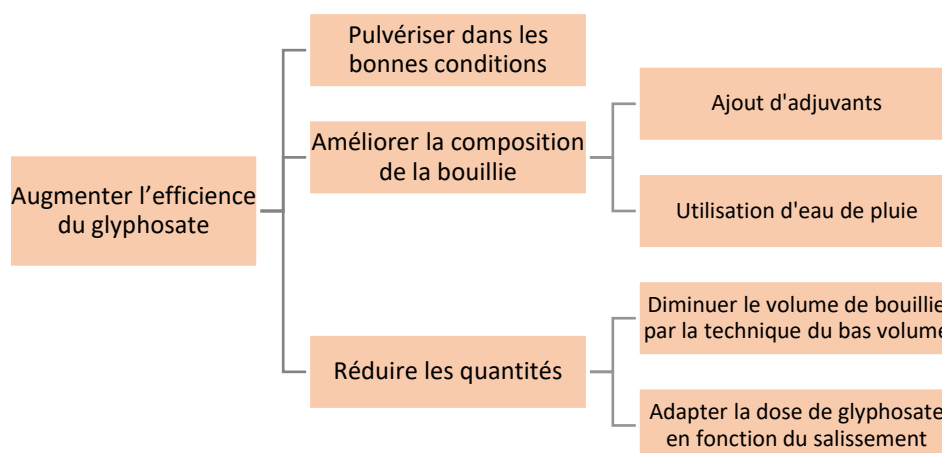 Augmenter l’efficience
du glyphosate
Pulvériser dans les
bonnes conditions
Améliorer la composition
de la bouillie
Ajout d'adjuvants
Utilisation d'eau de pluie
Réduire les quantités
Diminuer le volume de bouillie
par la technique du bas volume
Adapter la dose de glyphosate
en fonction du salissement